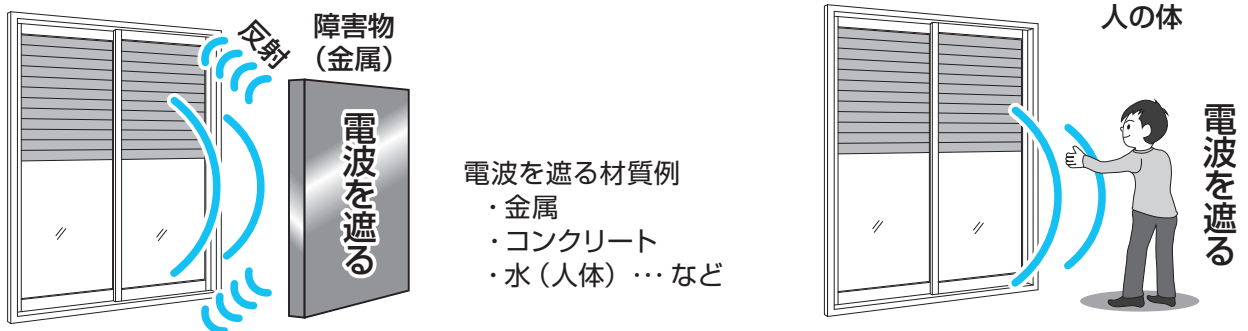 反射
障害物
（金属）
電波を遮る
電波を遮る材質例
・金属
・コンクリート
・水（人体）… など
人の体
電波を遮る